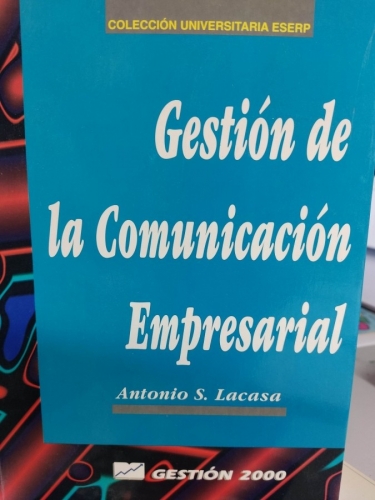 COLECCIÓN UNIVERSITARIA ESERP
Gestión de
la Comunicación
Empresarial
Antonio S. Lacasa
GESTIÓN 2000